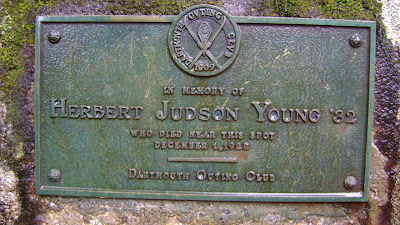 DARTMOUTH OUTING CLUB
1909
IN MEMORY OF
HERBERT JUDSON YOUNG '32
WHO DIED NEAR THIS SPOT
DECEMBER 1, 1928
DARTMOUTH OUTING CLUB